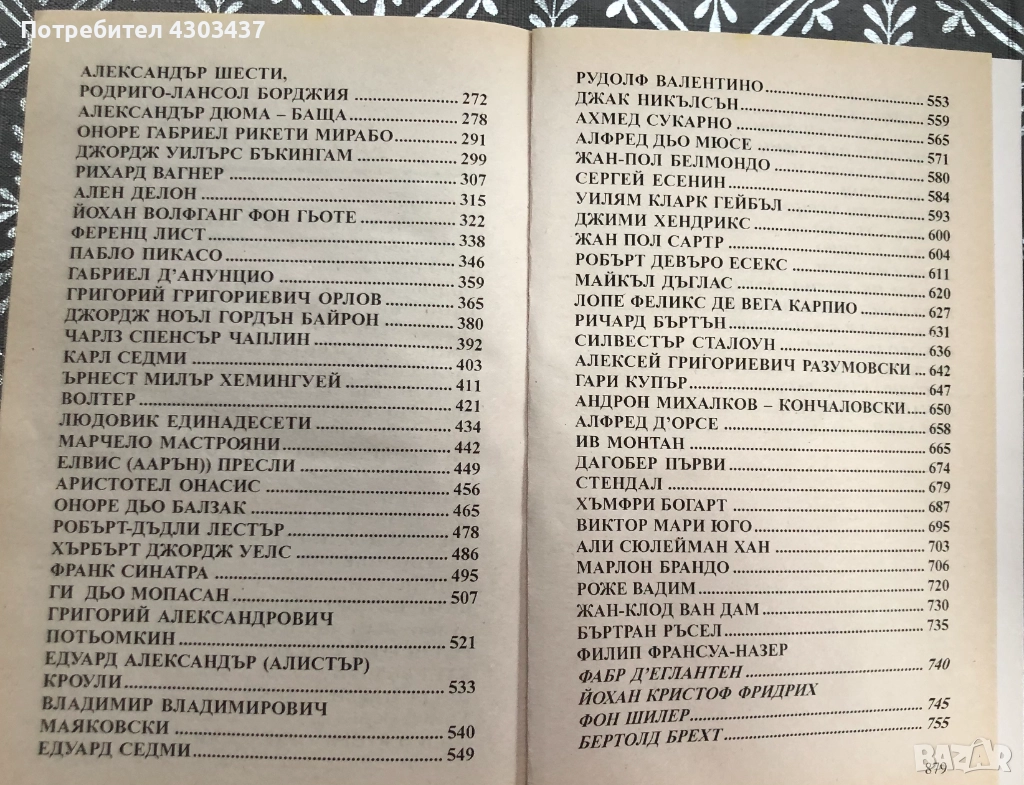 Потребител 4303437
АЛЕКСАНДЪР ШЕСТИ,
РОДРИГО-ЛАНСОЛ БОРДЖИЯ ..................... 272
АЛЕКСАНДЪР ДЮМА – БАЩА ..................... 278
ОНОРЕ ГАБРИЕЛ РИКЕТИ МИРАБО ............... 291
ДЖОРДЖ УИЛЪРС БЪКИНГАМ ..................... 299
РИХАРД ВАГНЕР ..................... 307
АЛЕН ДЕЛОН ..................... 315
ЙОХАН ВОЛФГАНГ ФОН ГЬОТЕ ..................... 322
ФЕРЕНЦ ЛИСТ ..................... 338
ПАБЛО ПИКАСО ..................... 346
ГАБРИЕЛ Д’АНУНЦИО ..................... 359
ГРИГОРИЙ ГРИГОРИЕВИЧ ОРЛОВ ..................... 365
ДЖОРДЖ НОЪЛ ГОРДЪН БАЙРОН ..................... 380
ЧАРЛЗ СПЕНСЪР ЧАПЛИН ..................... 392
КАРЛ СЕДМИ ..................... 403
ЪРНЕСТ МИЛЪР ХЕМИНГУЕЙ ..................... 411
ВОЛТЕР ..................... 421
ЛЮДОВИК ЕДИНАДЕСЕТИ ..................... 434
МАРЧЕЛО МАСТРОЯНИ ..................... 442
ЕЛВИС (ААРЪН)) ПРЕСЛИ ..................... 449
АРИСТОТЕЛ ОНАСИС ..................... 456
ОНОРЕ ДЬО БАЛЗАК ..................... 465
РОБЪРТ-ДЪДЛИ ЛЕСТЪР ..................... 478
ХЪРБЪРТ ДЖОРДЖ УЕЛС ..................... 486
ФРАНК СИНАТРА ..................... 495
ГИ ДЬО МОПАСАН ..................... 507
ГРИГОРИЙ АЛЕКСАНДРОВИЧ
ПОТЬОМКИН ..................... 521
ЕДУАРД АЛЕКСАНДЪР (АЛИСТЪР)
КРОУЛИ ..................... 533
ВЛАДИМИР ВЛАДИМИРОВИЧ
МАЯКОВСКИ ..................... 540
ЕДУАРД СЕДМИ ..................... 549
РУДОЛФ ВАЛЕНТИНО ..................... 553
ДЖАК НИКЪЛСЪН ..................... 559
АХМЕД СУКАРНО ..................... 565
АЛФРЕД ДЬО МЮСЕ ..................... 571
ЖАН-ПОЛ БЕЛМОНДО ..................... 580
СЕРГЕЙ ЕСЕНИН ..................... 584
УИЛЯМ КЛАРК ГЕЙБЪЛ ..................... 593
ДЖИМИ ХЕНДРИКС ..................... 600
ЖАН ПОЛ САРТР ..................... 604
РОБЪРТ ДЕВЪРО ЕСЕКС ..................... 611
МАЙКЪЛ ДЪГЛАС ..................... 620
ЛОПЕ ФЕЛИКС ДЕ ВЕГА КАРПИО ..................... 627
РИЧАРД БЪРТЪН ..................... 631
СИЛВЕСТЪР СТАЛОУН ..................... 636
АЛЕКСЕЙ ГРИГОРИЕВИЧ РАЗУМОВСКИ .... 642
ГАРИ КУПЪР ..................... 647
АНДРОН МИХАЛКОВ – КОНЧАЛОВСКИ .... 650
АЛФРЕД Д’ОРСЕ ..................... 658
ИВ МОНТАН ..................... 665
ДАГОБЕР ПЪРВИ ..................... 674
СТЕНДАЛ ..................... 679
ХЪМФРИ БОГАРТ ..................... 687
ВИКТОР МАРИ ЮГО ..................... 695
АЛИ СЮЛЕЙМАН ХАН ..................... 703
МАРЛОН БРАНДО ..................... 706
РОЖЕ ВАДИМ ..................... 720
ЖАН-КЛОД ВАН ДАМ ..................... 730
БЪРТРАН РЪСЕЛ ..................... 735
ФИЛИП ФРАНСУА-НАЗЕР
ФАБР Д’ЕГЛАНТЕН ..................... 740
ЙОХАН КРИСТОФ ФРИДРИХ
ФОН ШИЛЕР ..................... 745
БЕРТОЛД БРЕХТ ..................... 755
879
BAZAR